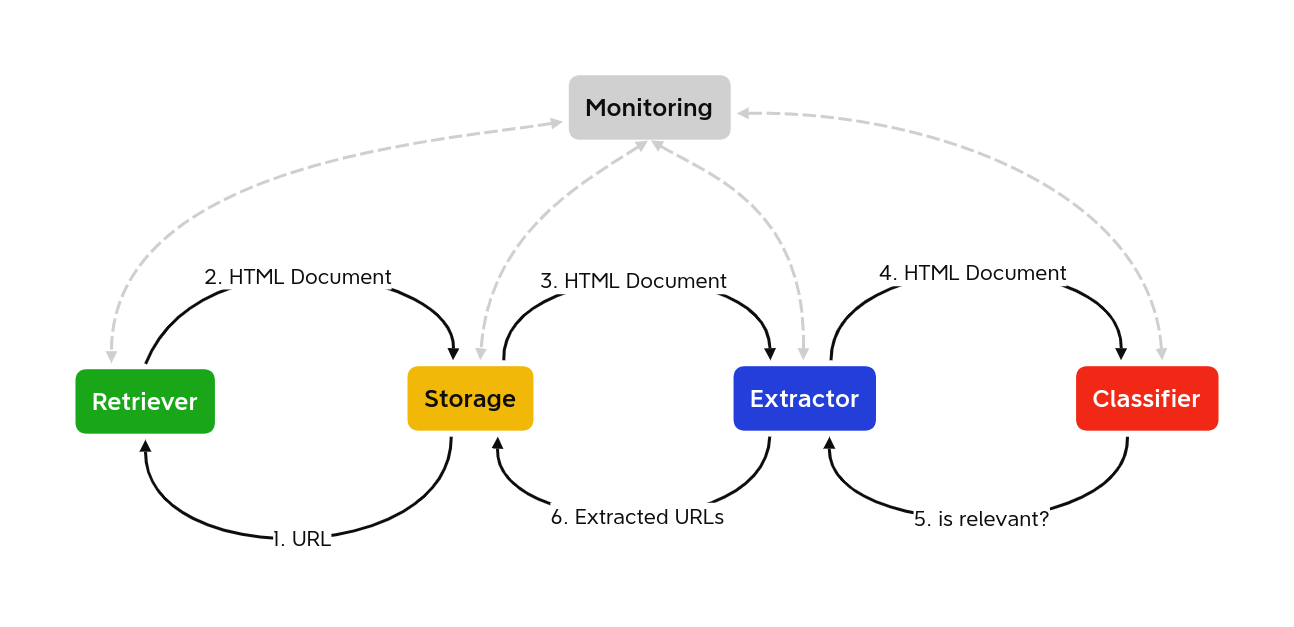 Monitoring
2. HTML Document
3. HTML Document
4. HTML Document
Retriever
Storage
Extractor
Classifier
1. URL
6. Extracted URLs
5. is relevant?